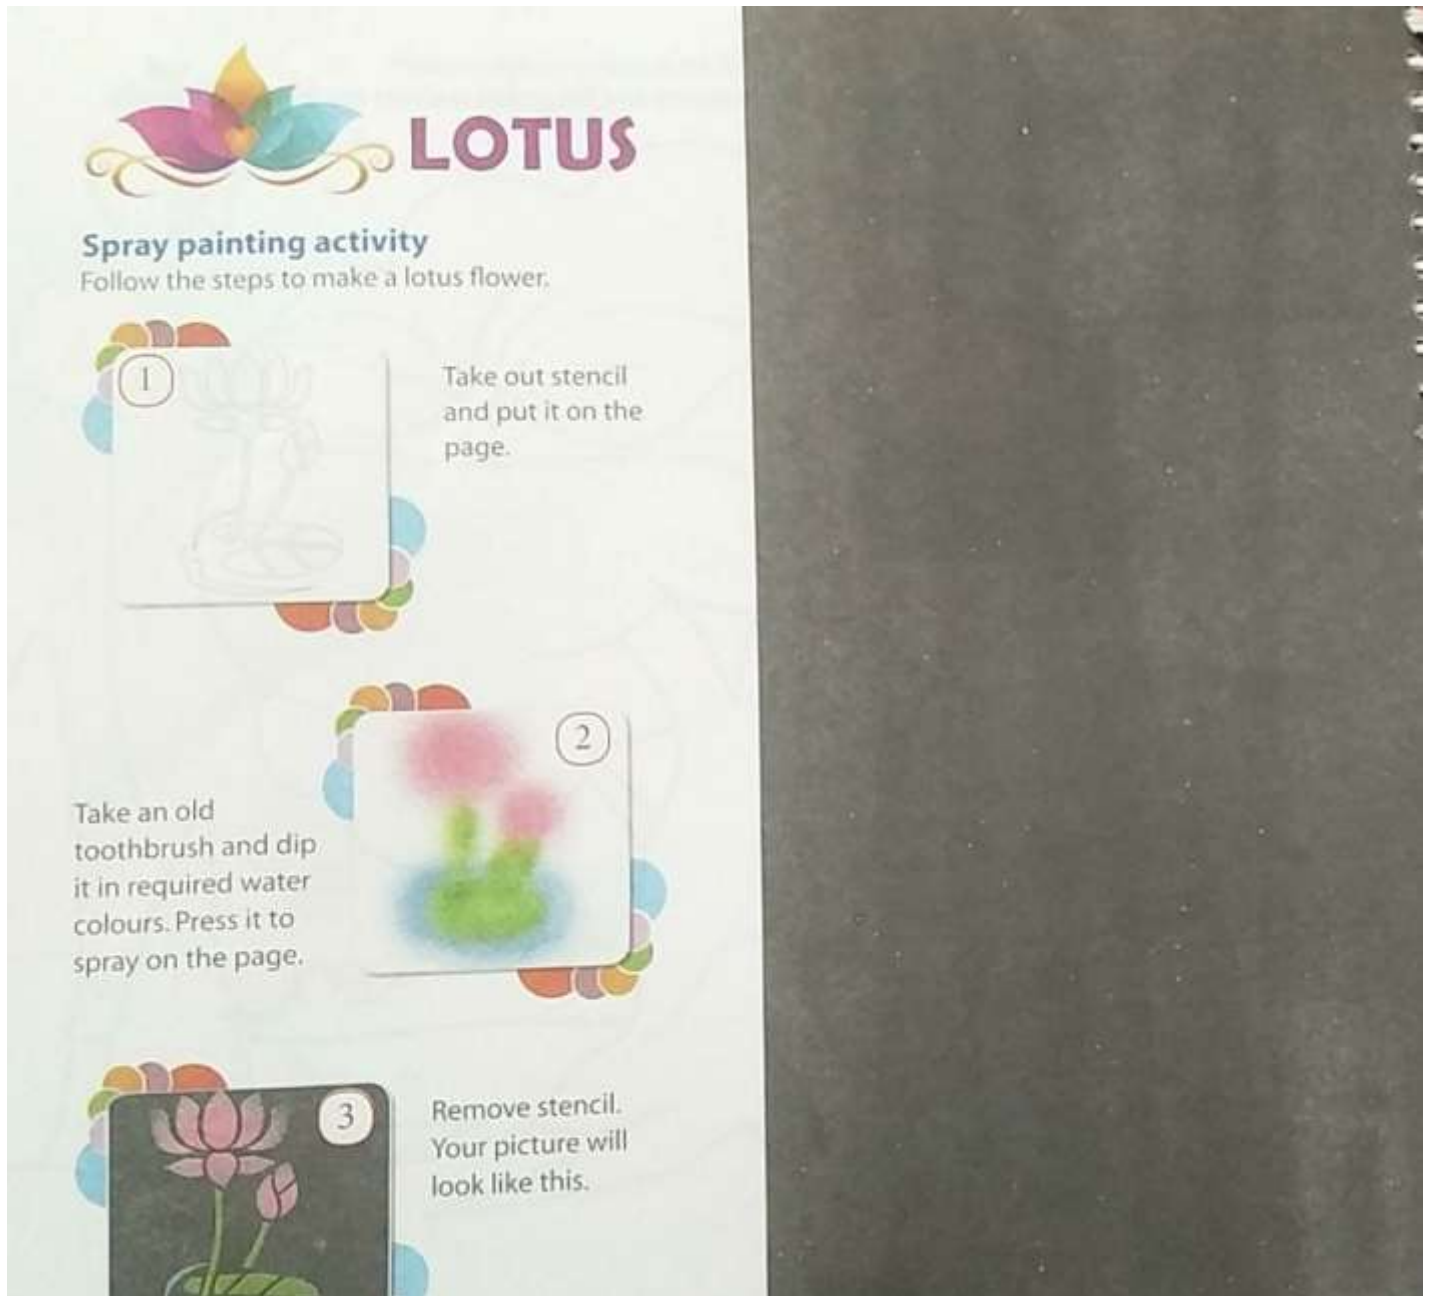 LOTUS
Spray painting activity
Follow the steps to make a lotus flower.
1
Take out stencil
and put it on the
page.
2
Take an old
toothbrush and dip
it in required water
colours. Press it to
spray on the page.
3
Remove stencil.
Your picture will
look like this.